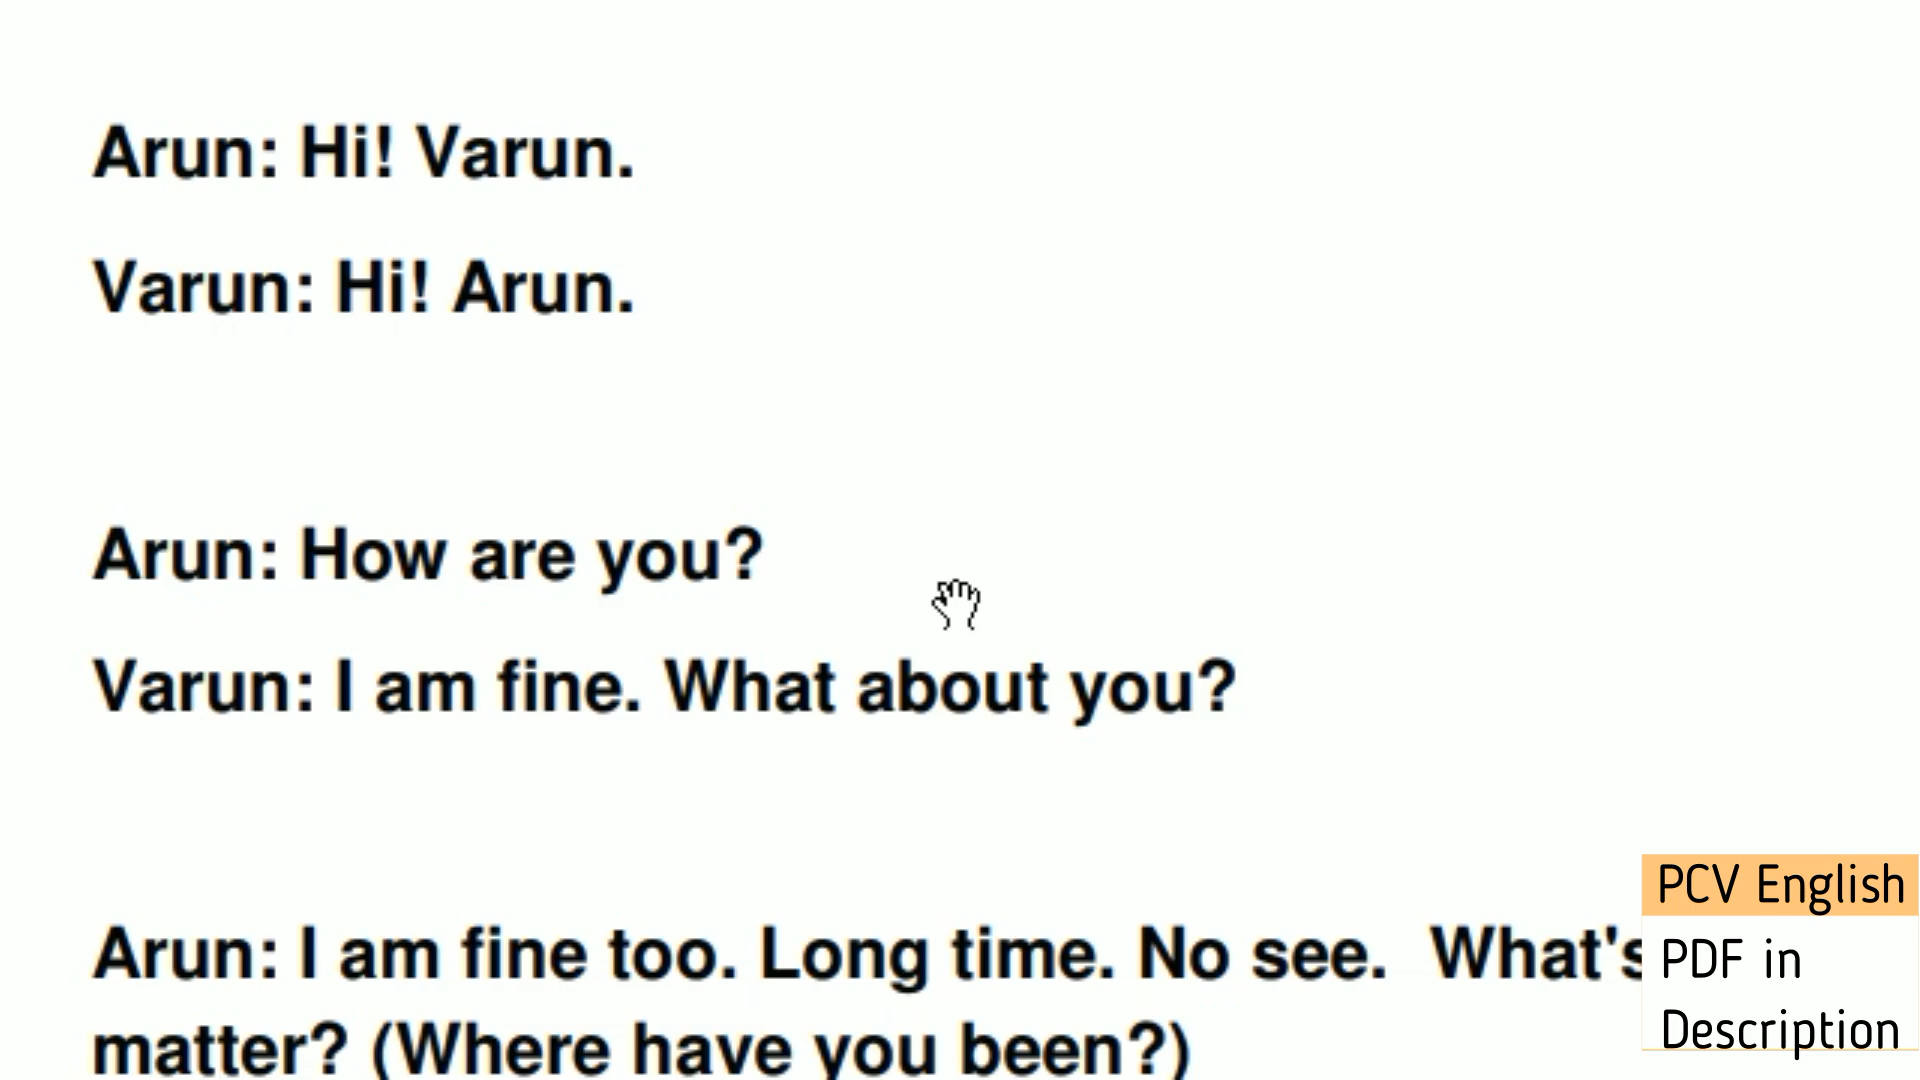 Arun: Hi! Varun.
Varun: Hi! Arun.
Arun: How are you?
Varun: I am fine. What about you?
Arun: I am fine too. Long time. No see. What's
matter? (Where have you been?)
PCV English
PDF in
Description